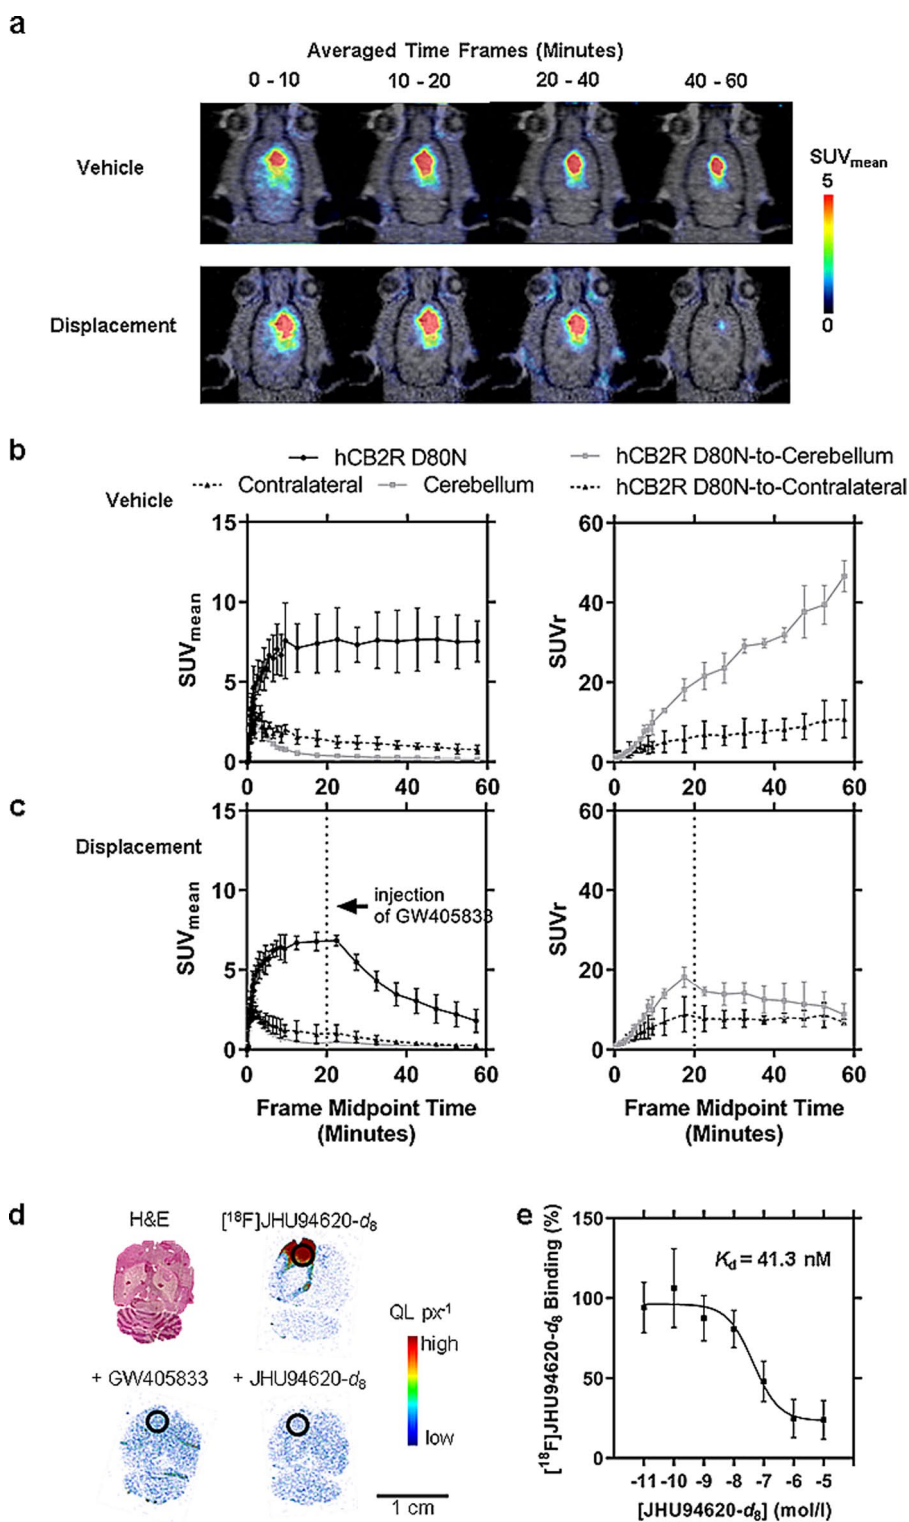 a
Averaged Time Frames (Minutes)
0 - 10 10 - 20 20 - 40 40 - 60
Vehicle
SUVmean
5
0
Displacement
b
hCB2R D80N
Contralateral Cerebellum
hCB2R D80N-to-Cerebellum
hCB2R D80N-to-Contralateral
Vehicle
15
10
5
0
SUVmean
0 20 40 60
60
40
20
0
SUVr
0 20 40 60
c
Displacement
15
10
5
0
SUVmean
injection
of GW405833
0 20 40 60
Frame Midpoint Time
(Minutes)
60
40
20
0
SUVr
0 20 40 60
Frame Midpoint Time
(Minutes)
d
H&E [18F]JHU94620-d8
+ GW405833 + JHU94620-d8
QL px-1
high
low
1 cm
e
[18F]JHU94620-d8 Binding (%)
150
100
50
0
Kd = 41.3 nM
-11 -10 -9 -8 -7 -6 -5
[JHU94620-d8] (mol/l)